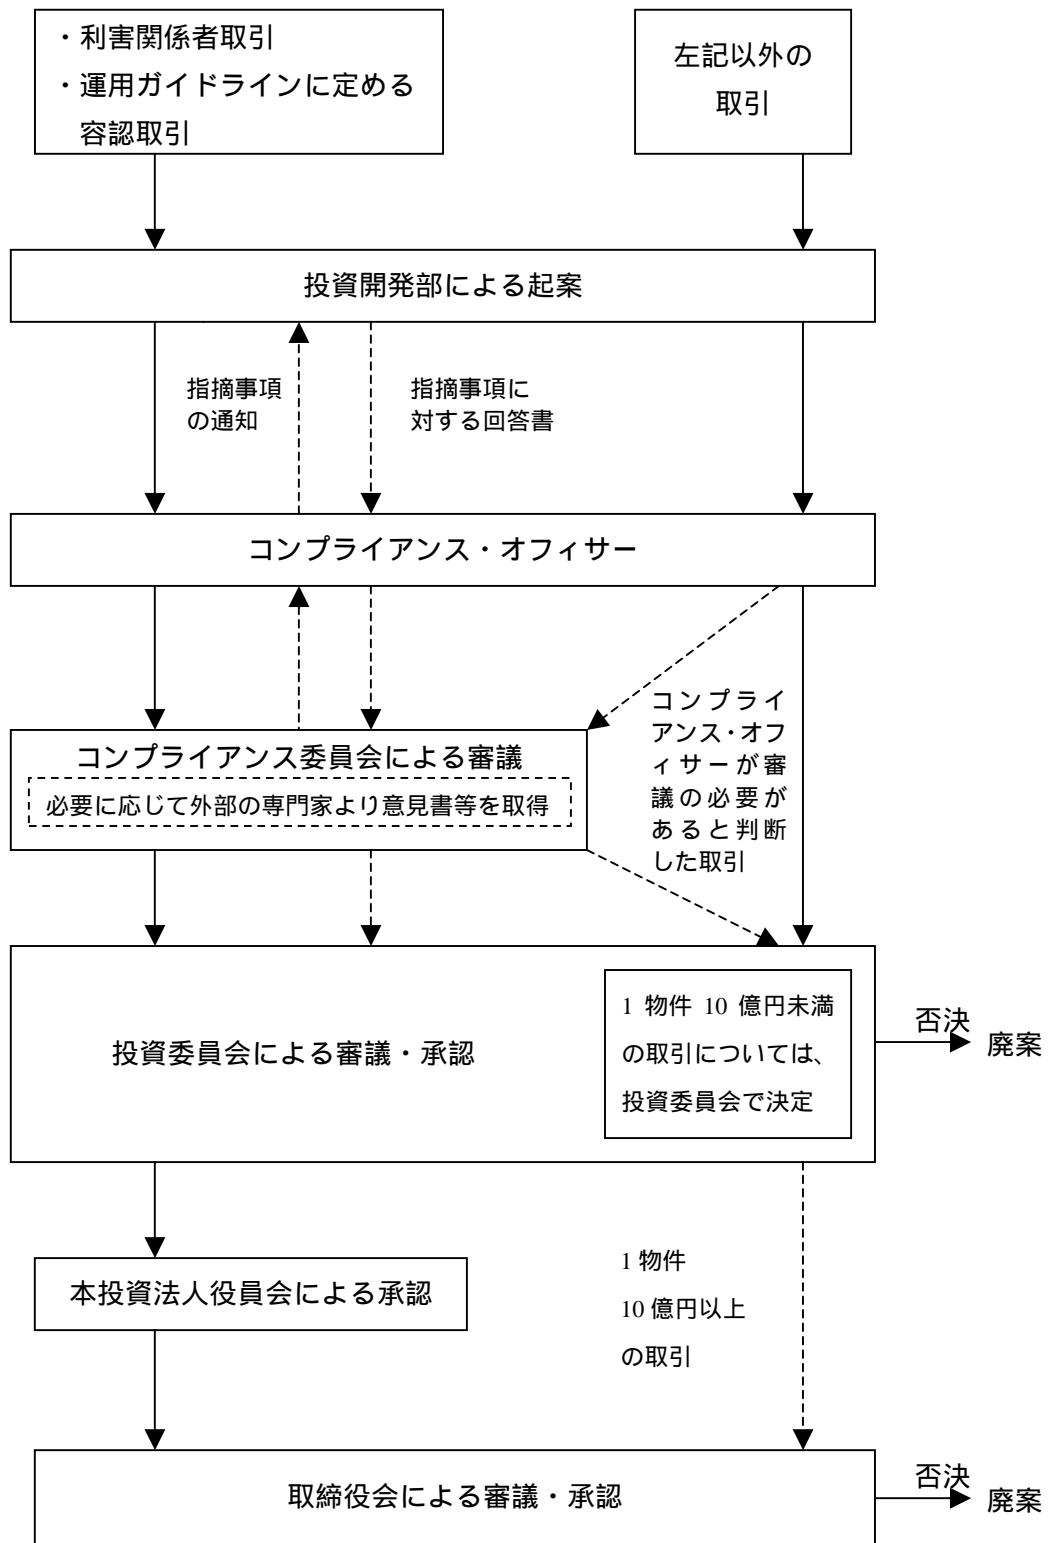 ・利害関係者取引
・運用ガイドラインに定める
容認取引
左記以外の
取引
投資開発部による起案
指摘事項
の通知
指摘事項に
対する回答書
コンプライアンス・オフィサー
コンプライ
アンス・オフ
ィサーが審
議の必要が
あると判断
した取引
コンプライアンス委員会による審議
必要に応じて外部の専門家より意見書等を取得
投資委員会による審議・承認
1 物件 10 億円未満
の取引については、
投資委員会で決定
否決
廃案
本投資法人役員会による承認
1 物件
10 億円以上
の取引
取締役会による審議・承認
否決
廃案